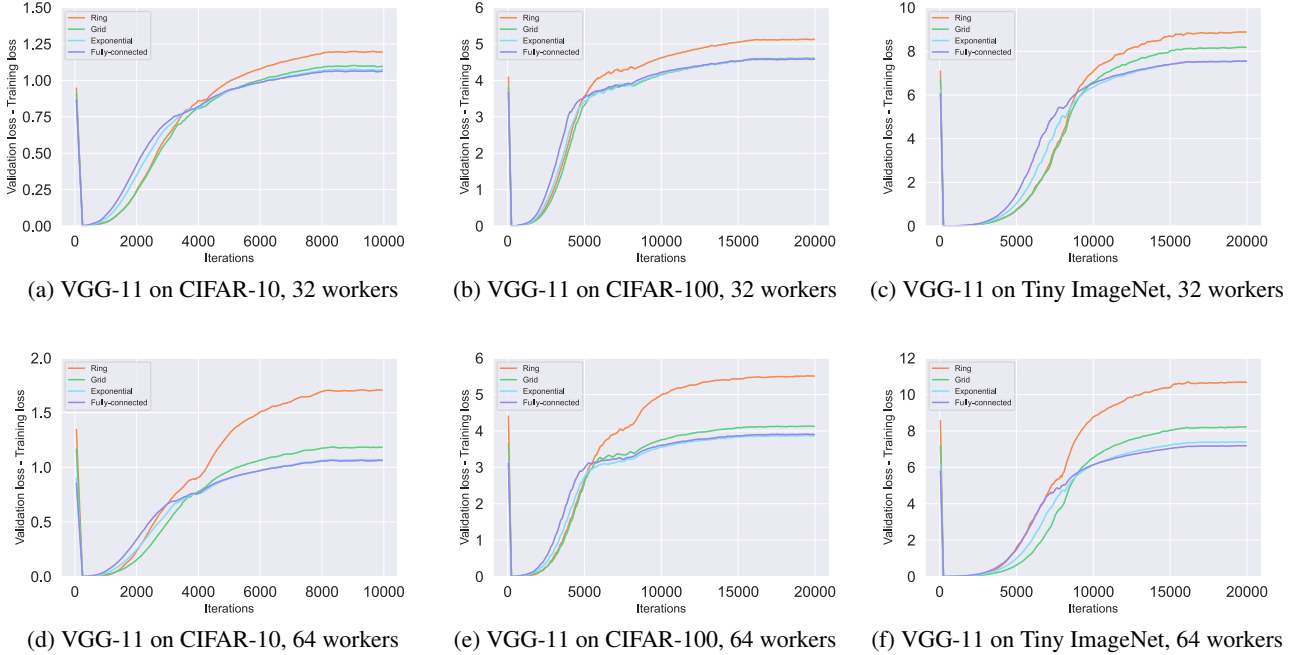 1.50
1.25
1.00
0.75
0.50
0.25
0.00
Validation loss - Training loss
Ring
Grid
Exponential
Fully-connected
0 2000 4000 6000 8000 10000
Iterations
(a) VGG-11 on CIFAR-10, 32 workers
6
5
4
3
2
1
0
Validation loss - Training loss
Ring
Grid
Exponential
Fully-connected
0 5000 10000 15000 20000
Iterations
(b) VGG-11 on CIFAR-100, 32 workers
10
8
6
4
2
0
Validation loss - Training loss
Ring
Grid
Exponential
Fully-connected
0 5000 10000 15000 20000
Iterations
(c) VGG-11 on Tiny ImageNet, 32 workers
2.0
1.5
1.0
0.5
0.0
Validation loss - Training loss
Ring
Grid
Exponential
Fully-connected
0 2000 4000 6000 8000 10000
Iterations
(d) VGG-11 on CIFAR-10, 64 workers
6
5
4
3
2
1
0
Validation loss - Training loss
Ring
Grid
Exponential
Fully-connected
0 5000 10000 15000 20000
Iterations
(e) VGG-11 on CIFAR-100, 64 workers
12
10
8
6
4
2
0
Validation loss - Training loss
Ring
Grid
Exponential
Fully-connected
0 5000 10000 15000 20000
Iterations
(f) VGG-11 on Tiny ImageNet, 64 workers